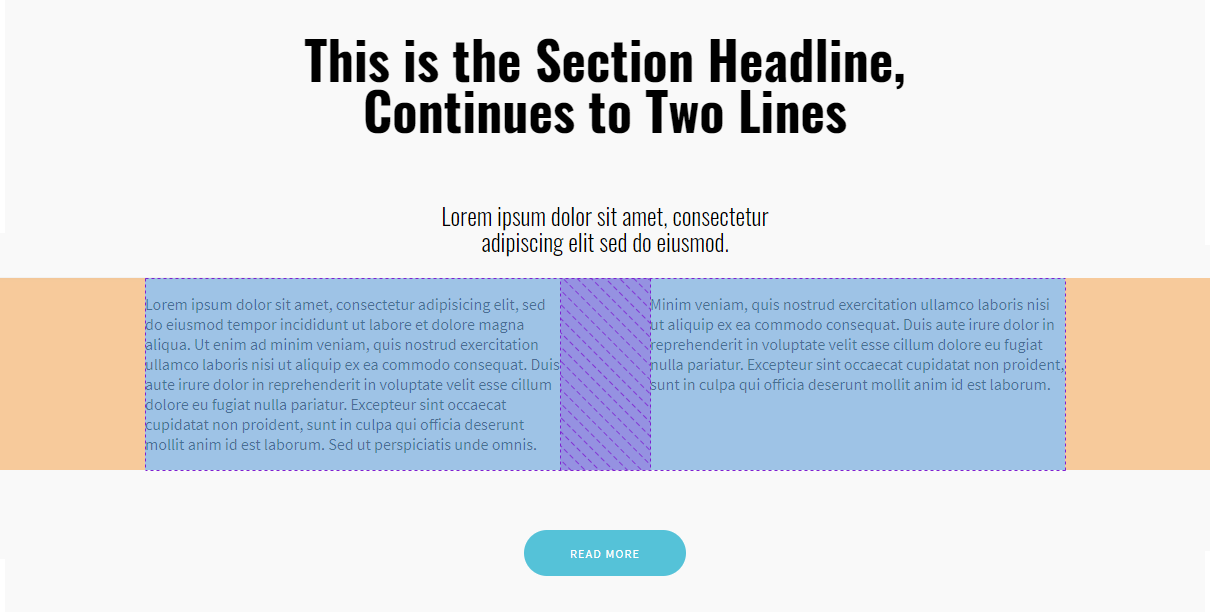 This is the Section Headline,
Continues to Two Lines
Lorem ipsum dolor sit amet, consectetur
adipiscing elit sed do eiusmod.
Lorem ipsum dolor sit amet, consectetur adipisicing elit, sed
do eiusmod tempor incididunt ut labore et dolore magna
aliqua. Ut enim ad minim veniam, quis nostrud exercitation
ullamco laboris nisi ut aliquip ex ea commodo consequat. Duis
aute irure dolor in reprehenderit in voluptate velit esse cillum
dolore eu fugiat nulla pariatur. Excepteur sint occaecat
cupidatat non proident, sunt in culpa qui officia deserunt
mollit anim id est laborum. Sed ut perspiciatis unde omnis.
Minim veniam, quis nostrud exercitation ullamco laboris nisi
ut aliquip ex ea commodo consequat. Duis aute irure dolor in
reprehenderit in voluptate velit esse cillum dolore eu fugiat
nulla pariatur. Excepteur sint occaecat cupidatat non proident,
sunt in culpa qui officia deserunt mollit anim id est laborum.
READ MORE